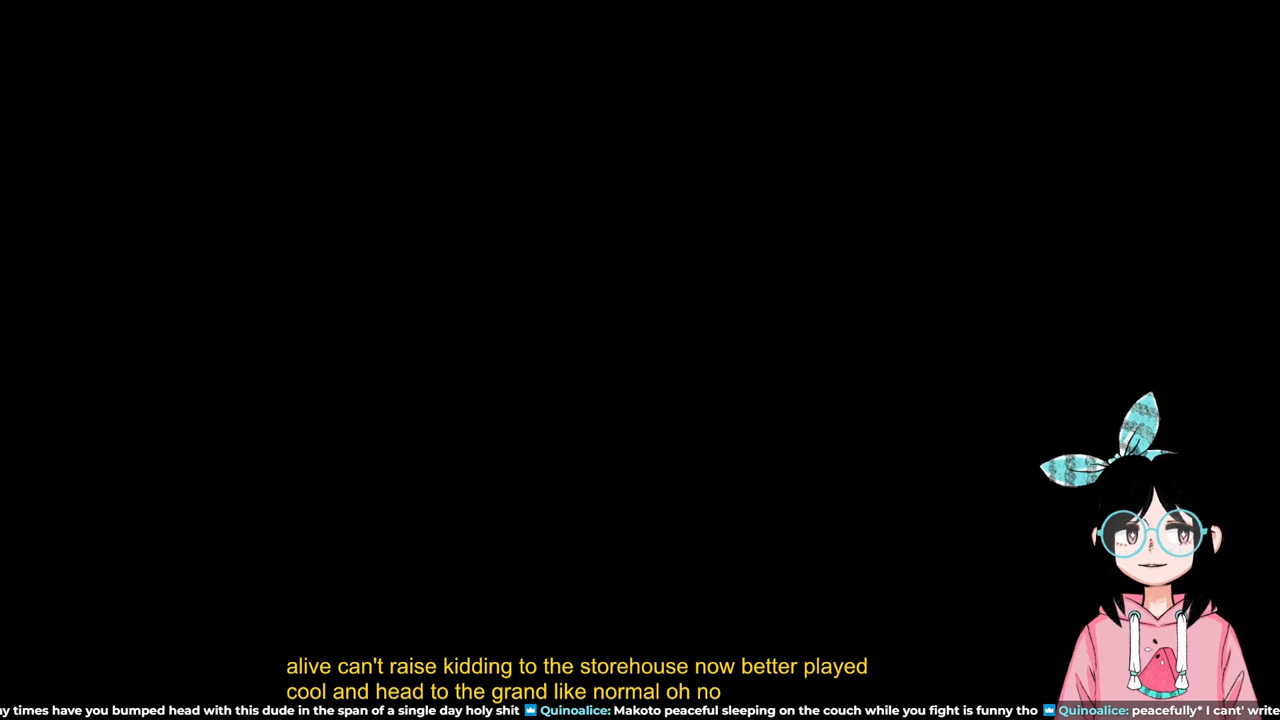 alive can't raise kidding to the storehouse now better played
cool and head to the grand like normal oh no
y times have you bumped head with this dude in the span of a single day holy shit Quinoalice: Makoto peaceful sleeping on the couch while you fight is funny tho Quinoalice: peacefully* I cant' write